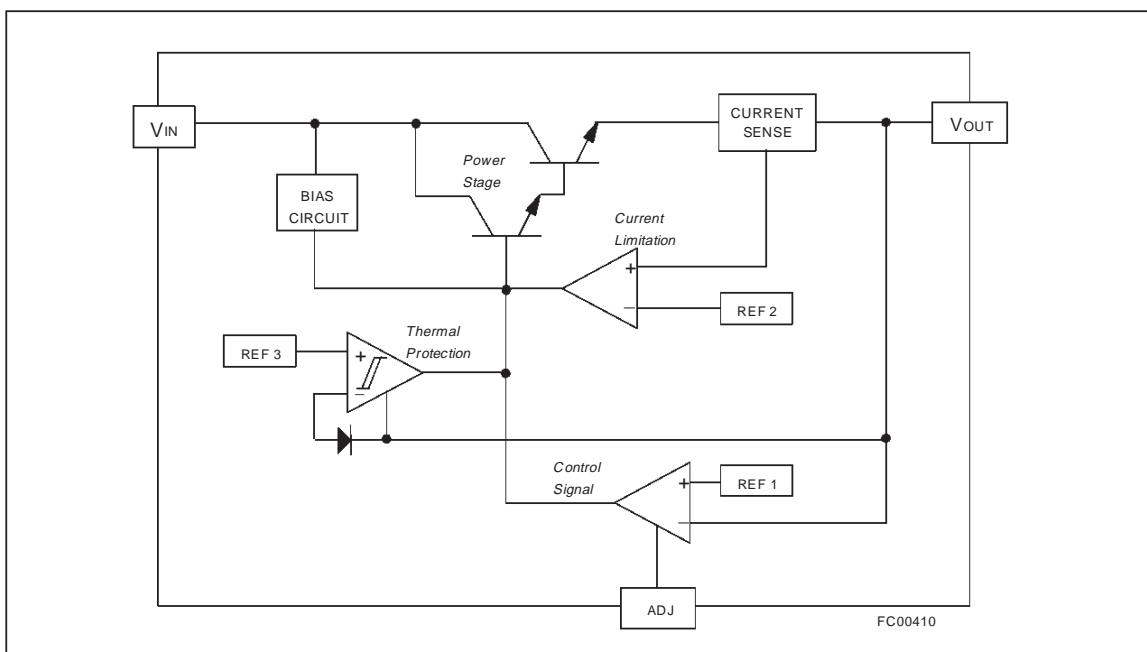 VIN
CURRENT
SENSE
VOUT
Power
Stage
BIAS
CIRCUIT
Current
Limitation
+
−
REF 2
Thermal
Protection
REF 3
+
−
Control
Signal
+
−
REF 1
ADJ
FC00410